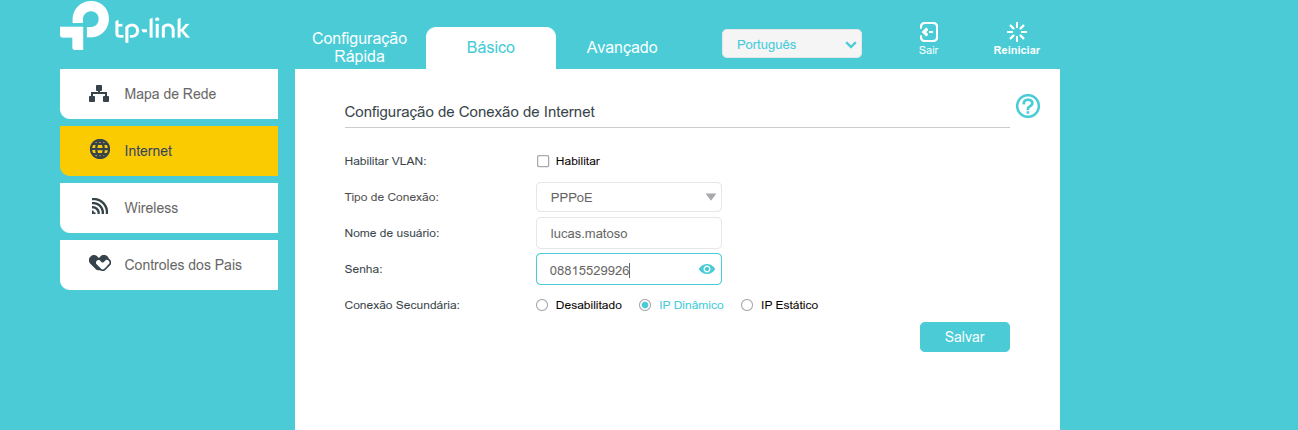 tp-link
Configuração
Rápida
Básico
Avançado
Português
Sair
Reiniciar
Mapa de Rede
Internet
Wireless
Controles dos Pais
Configuração de Conexão de Internet
Habilitar VLAN: Habilitar
Tipo de Conexão: PPPoE
Nome de usuário: lucas.matoso
Senha: 08815529926
Conexão Secundária: Desabilitado IP Dinâmico IP Estático
Salvar